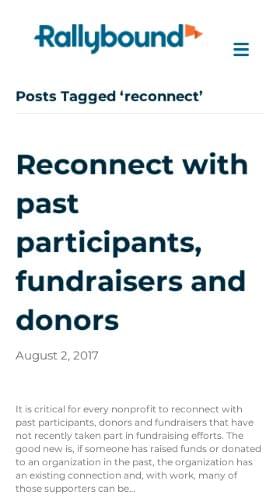 Rallybound
Posts Tagged ‘reconnect’
Reconnect with
past
participants,
fundraisers and
donors
August 2, 2017
It is critical for every nonprofit to reconnect with
past participants, donors and fundraisers that have
not recently taken part in fundraising efforts. The
good new is, if someone has raised funds or donated
to an organization in the past, the organization has
an existing connection and, with work, many of
those supporters can be...